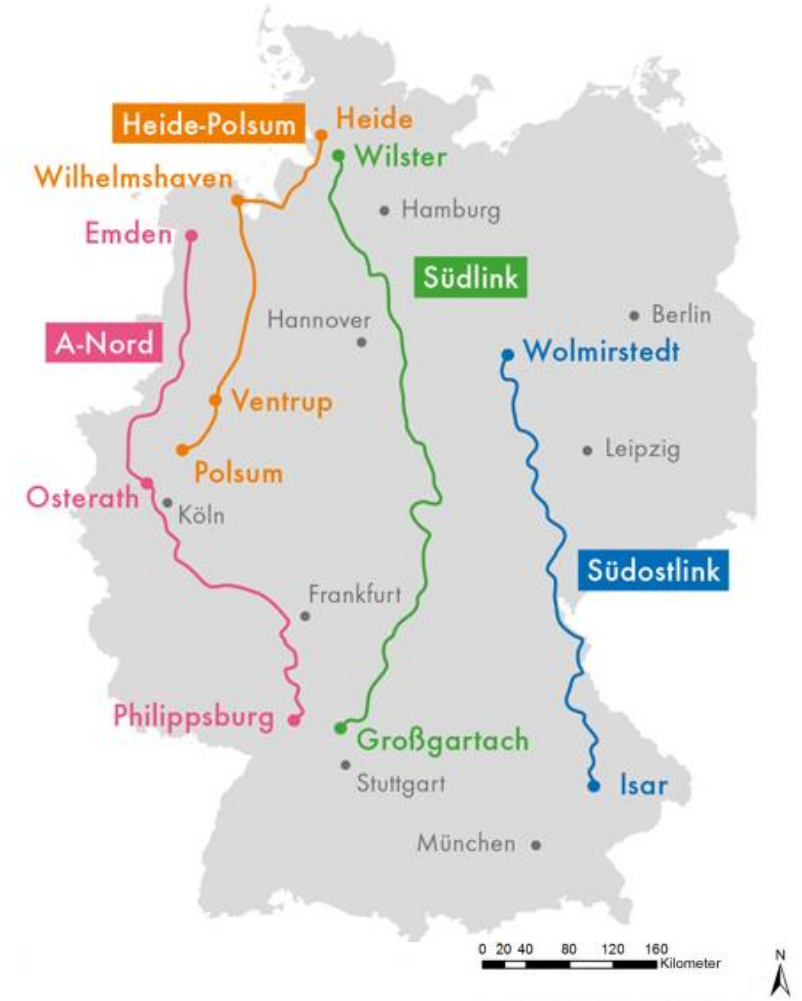 Heide-Polsum
Heide
Wilster
Wilhelmshaven
Hamburg
Emden
Südlink
Hannover
Berlin
A-Nord
Wolmirstedt
Ventrup
Polsum
Leipzig
Osterath
Köln
Südostlink
Frankfurt
Philippsburg
Großgartach
Stuttgart
Isar
München
0 20 40 80 120 160
Kilometer
N